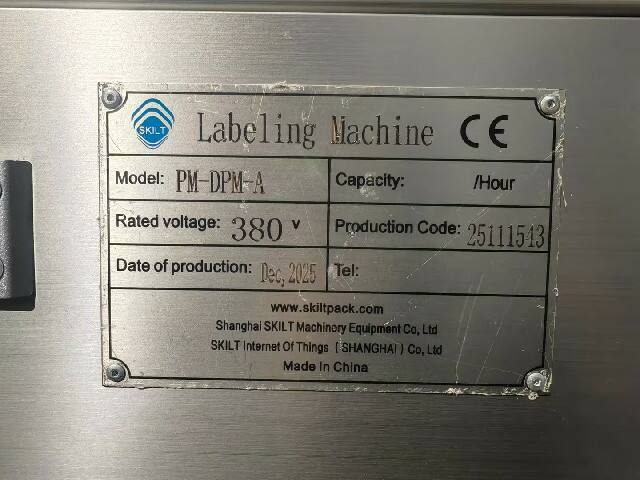 SKILT
Labeling Machine CE
Model: PM-DPM-A
Capacity: /Hour
Rated voltage: 380 V
Production Code: 25111543
Date of production: Dec, 2025
Tel:
www.skiltpack.com
Shanghai SKILT Machinory Equipment Co, Ltd
SKILT Internet Of Things [ SHANGHAI ] Co, Ltd
Made In China